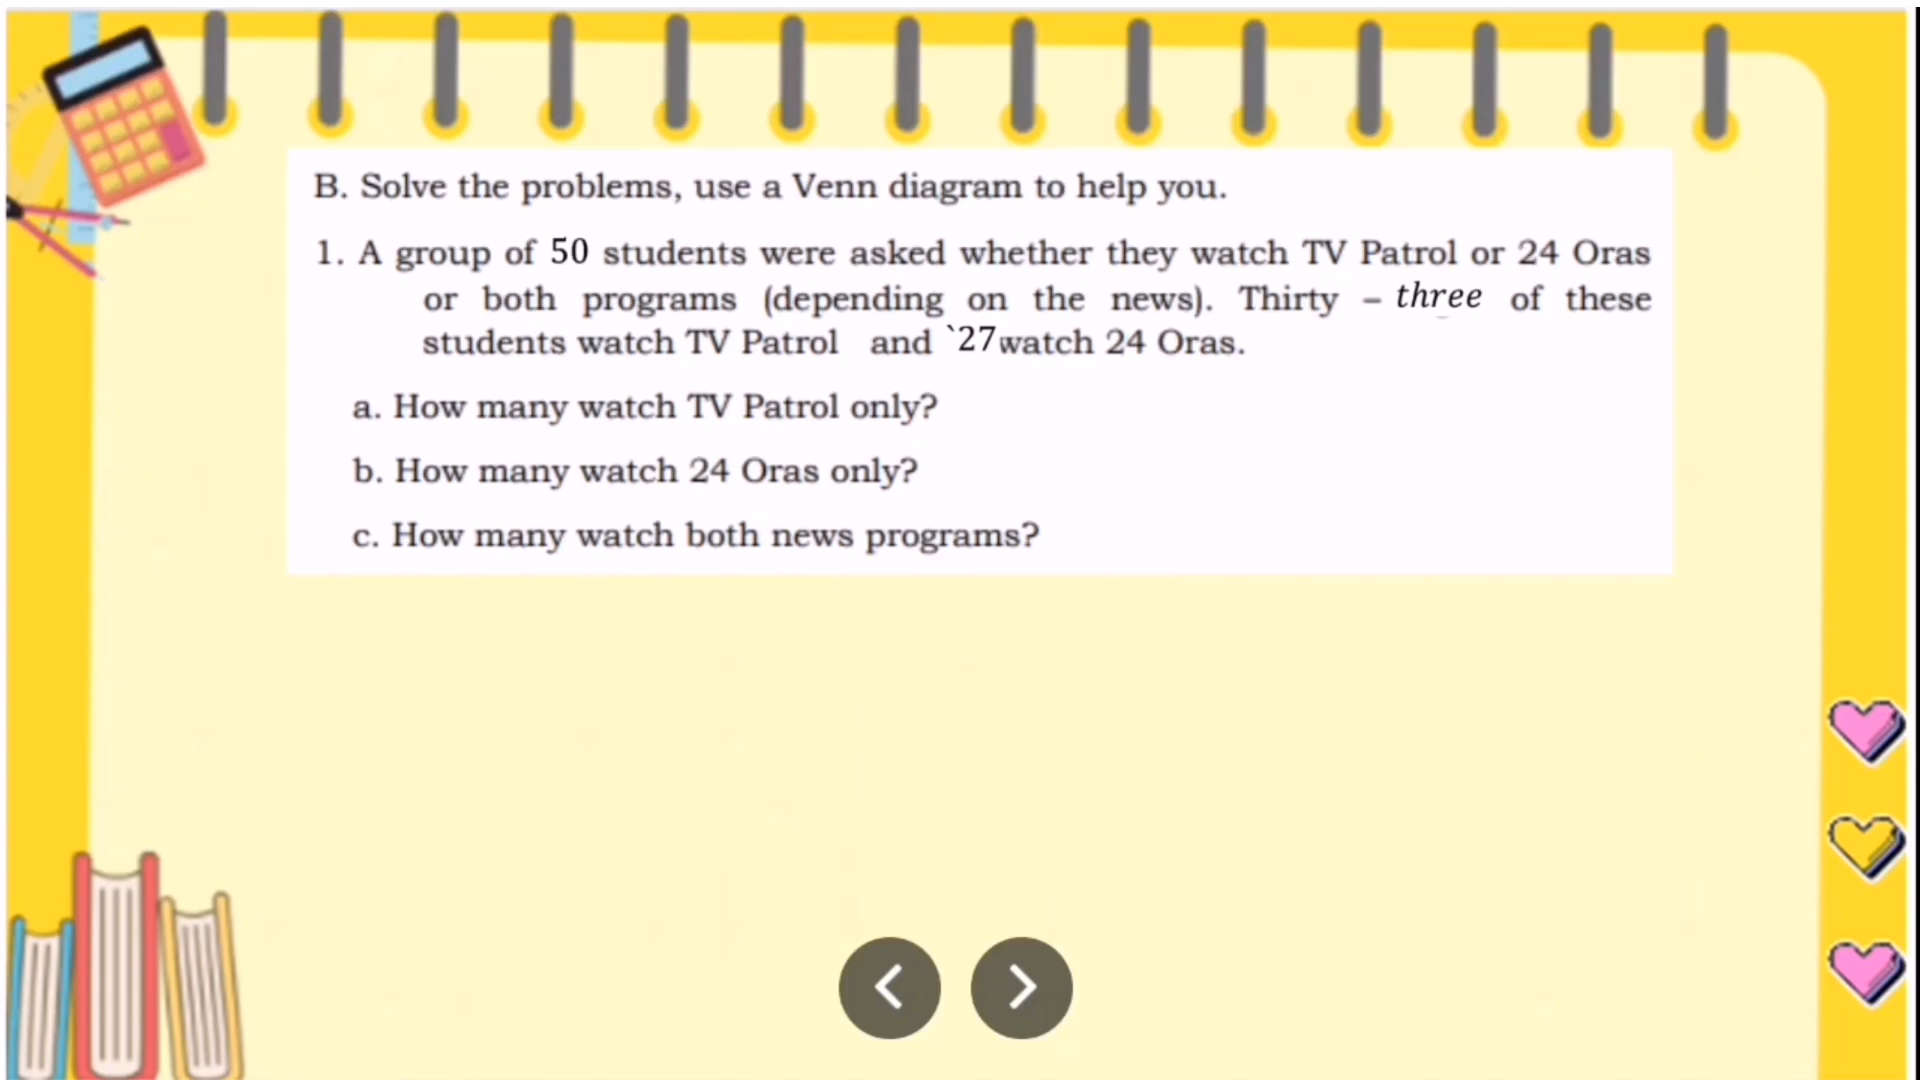 B. Solve the problems, use a Venn diagram to help you.
1. A group of 50 students were asked whether they watch TV Patrol or 24 Oras
or both programs (depending on the news). Thirty – three of these
students watch TV Patrol and `27 watch 24 Oras.
a. How many watch TV Patrol only?
b. How many watch 24 Oras only?
c. How many watch both news programs?